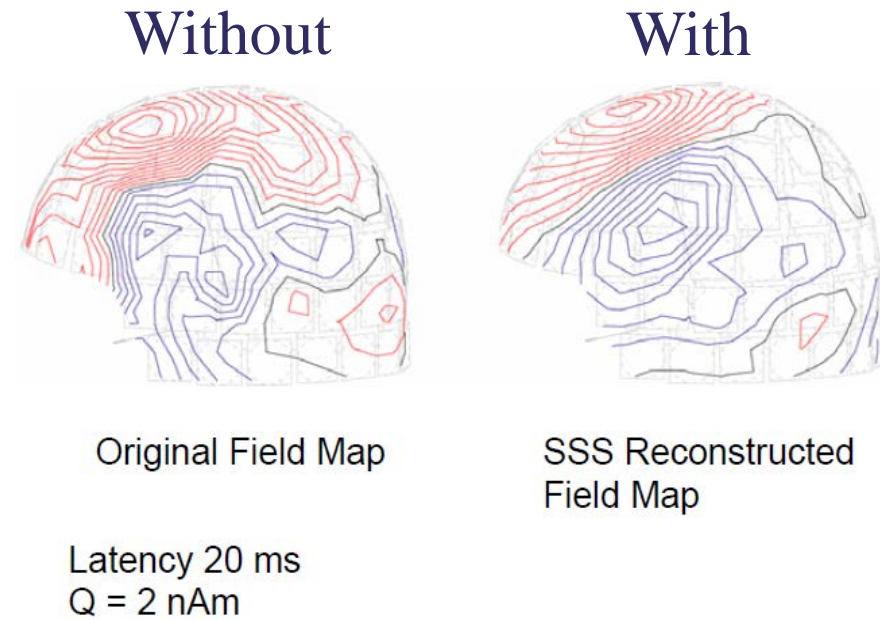 Without
With
Original Field Map
SSS Reconstructed
Field Map
Latency 20 ms
Q = 2 nAm